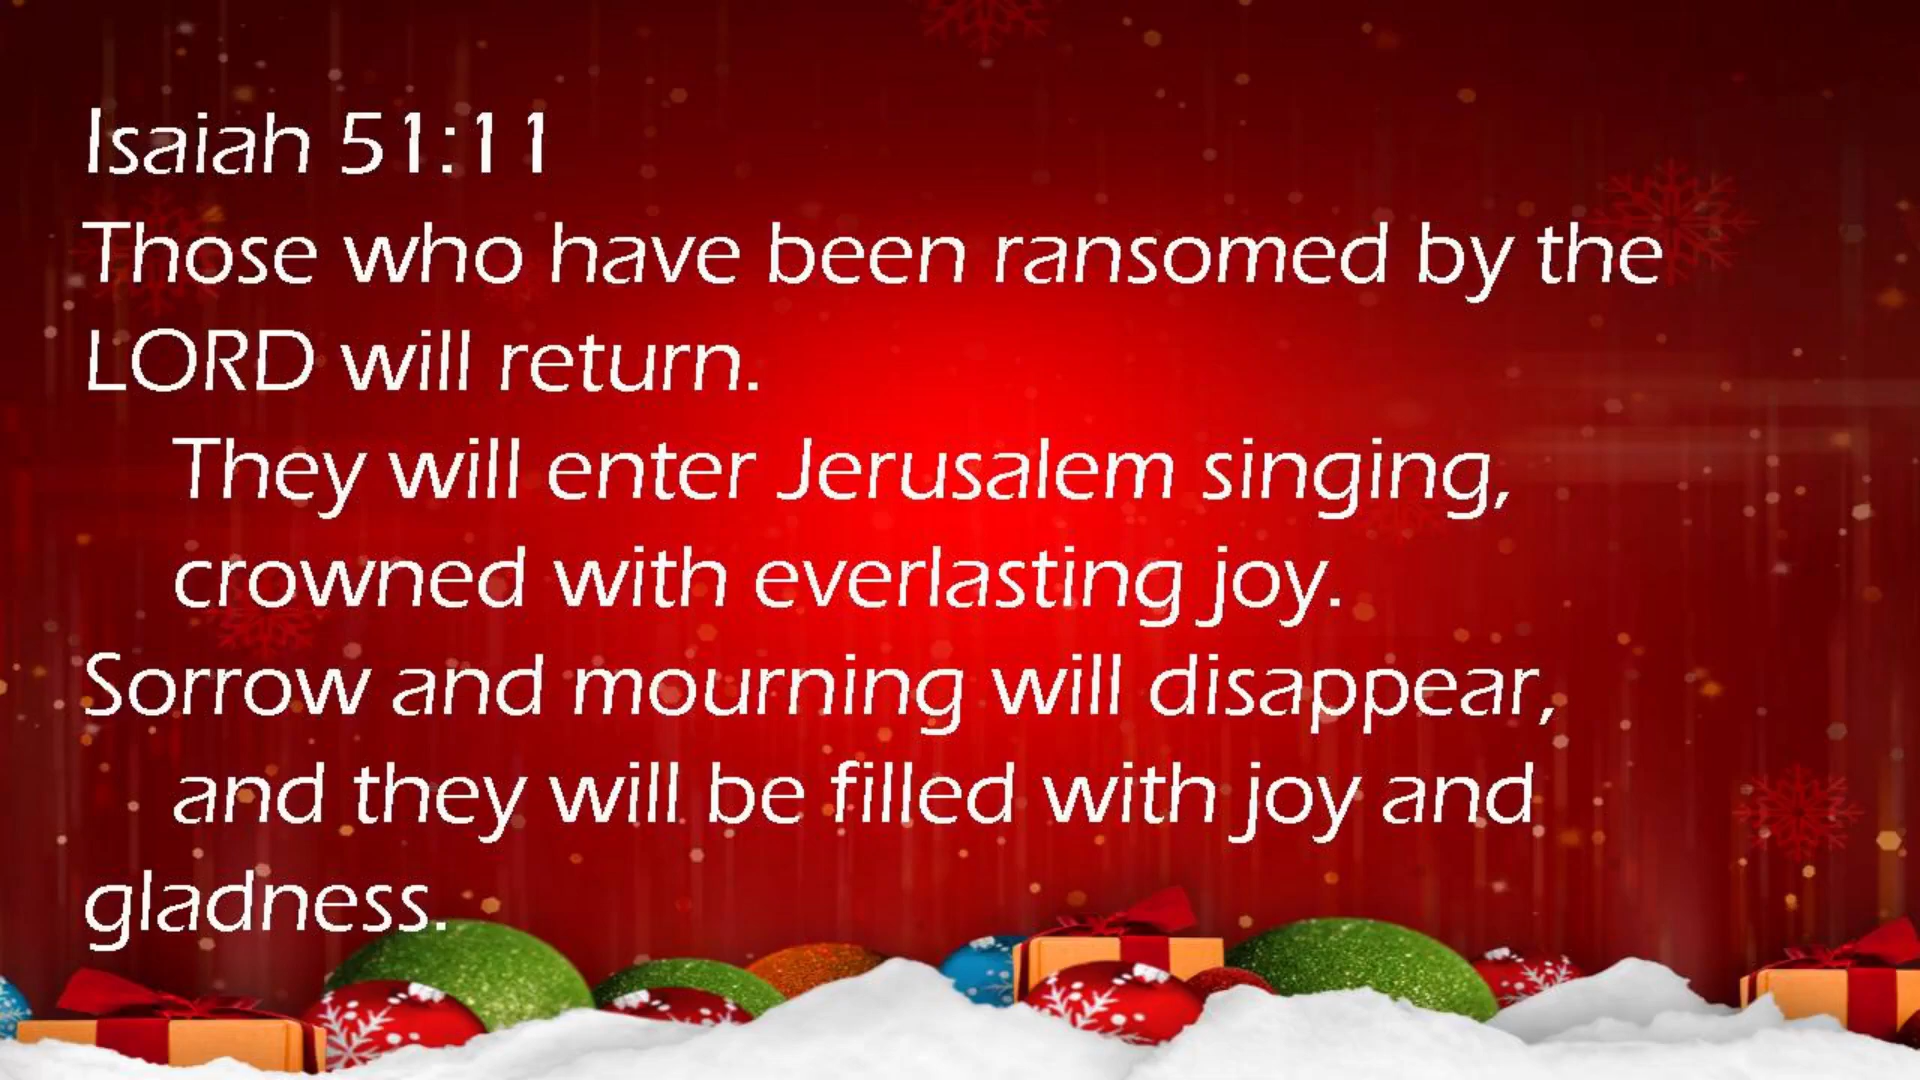 Isaiah 51:11
Those who have been ransomed by the
LORD will return.
They will enter Jerusalem singing,
crowned with everlasting joy.
Sorrow and mourning will disappear,
and they will be filled with joy and
gladness.